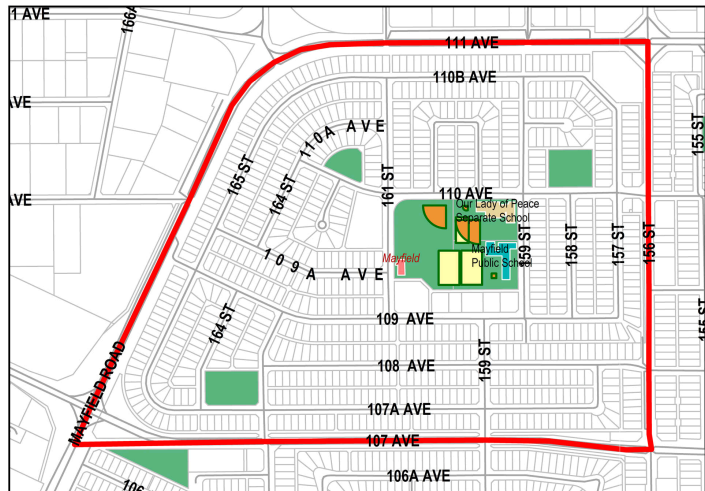 1 AVE
166A
111 AVE
110B AVE
AVE
110A AVE
155 ST
165 ST
164 ST
161 ST
110 AVE
AVE
Our Lady of Peace
Separate School
159 ST
158 ST
157 ST
156 ST
Mayfield
Public School
Mayfield
109A AVE
155 ST
164 ST
109 AVE
159 ST
108 AVE
MAYFIELD ROAD
107A AVE
107 AVE
106A AVE
106